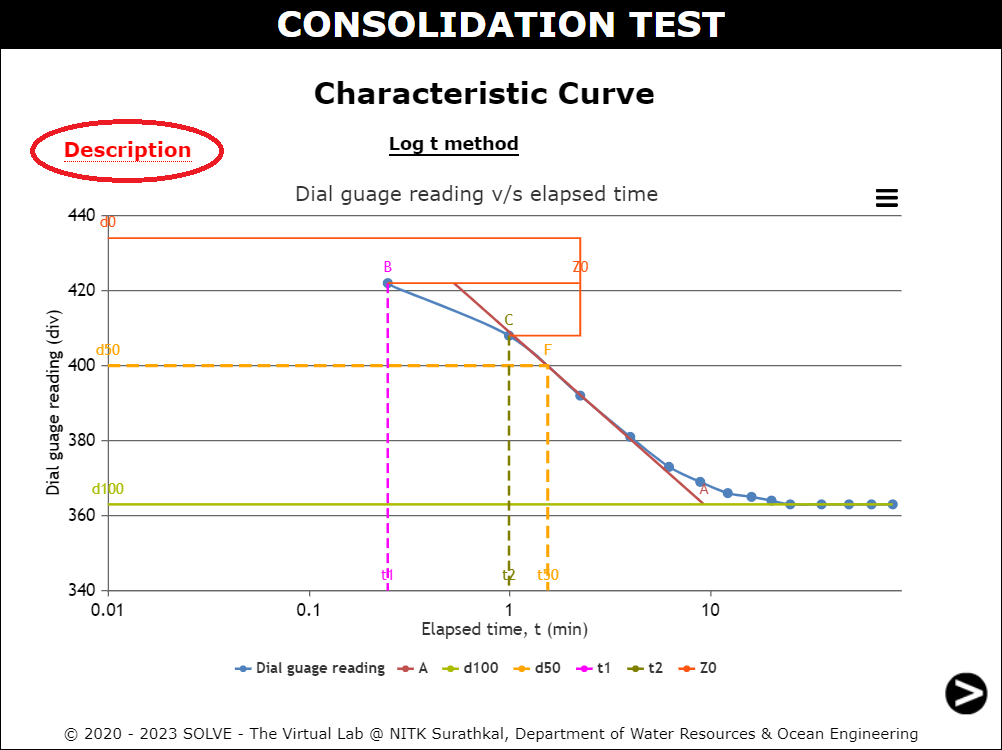 CONSOLIDATION TEST
Characteristic Curve
Description
Log t method
Dial guage reading v/s elapsed time
440
d0
B
Z0
420
C
d50
F
400
Dial guage reading (div)
380
d100
A
360
t1
t2
t50
340
0.01
0.1
1
10
Elapsed time, t (min)
Dial guage reading A d100 d50 t1 t2 Z0
© 2020 - 2023 SOLVE - The Virtual Lab @ NITK Surathkal, Department of Water Resources & Ocean Engineering